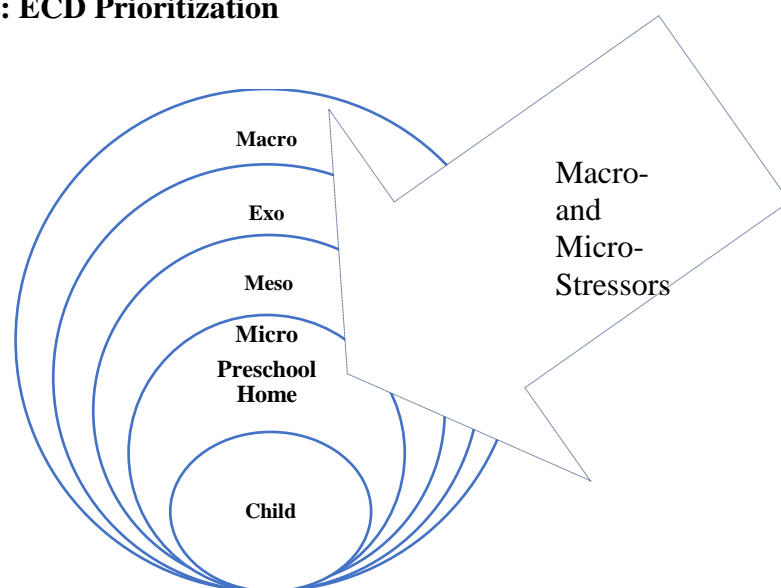 : ECD Prioritization
Macro
Exo
Meso
Micro
Preschool
Home
Child
Macro-
and
Micro-
Stressors